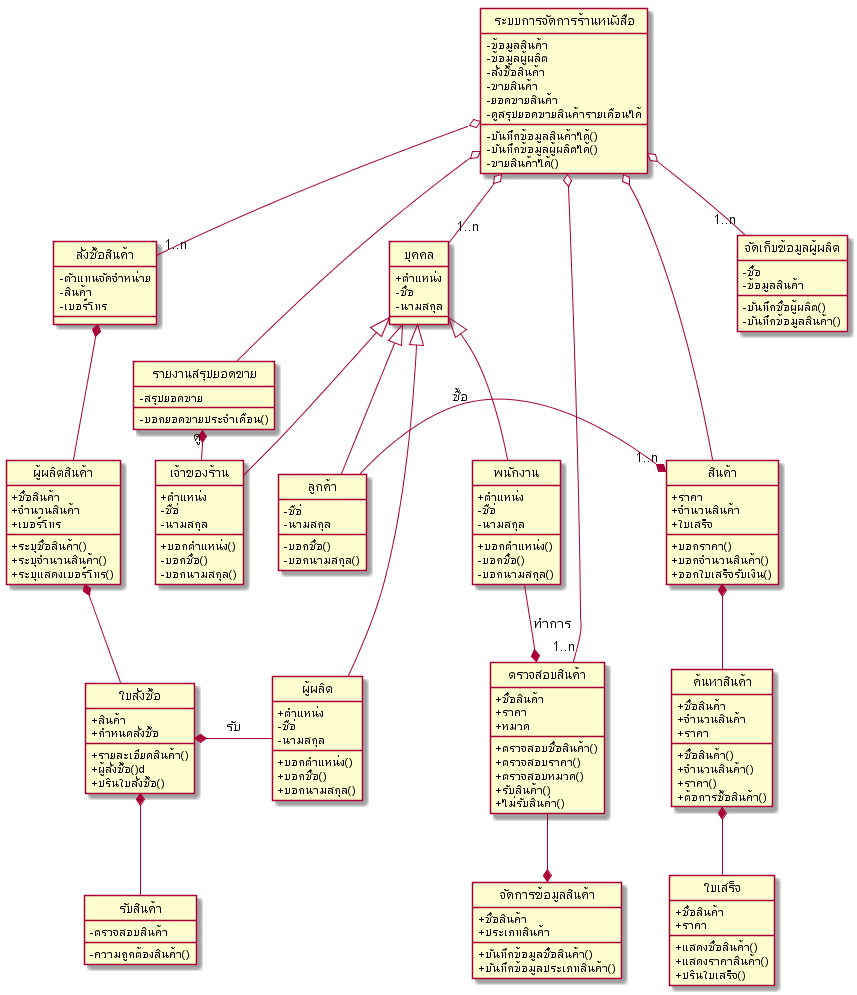 ระบบการจัดการร้านหนังสือ
-ข้อมูลสินค้า
-ข้อมูลผู้ผลิต
-สั่งซื้อสินค้า
-ขายสินค้า
-ยอดขายสินค้า
-ดูสรุปยอดขายสินค้ารายเดือนได้
-บันทึกข้อมูลสินค้าได้()
-บันทึกข้อมูลผู้ผลิตได้()
-ขายสินค้าได้()
1..n
1..n
1..n
สั่งซื้อสินค้า
-ตัวแทนจัดจำหน่าย
-สินค้า
-เบอร์โทร
บุคคล
+ตำแหน่ง
-ชื่อ
-นามสกุล
จัดเก็บข้อมูลผู้ผลิต
-ชื่อ
-ข้อมูลสินค้า
-บันทึกชื่อผู้ผลิต()
-บันทึกข้อมูลสินค้า()
รายงานสรุปยอดขาย
-สรุปยอดขาย
-บอกยอดขายประจำเดือน()
ดู
ซื้อ
1..n
ผู้ผลิตสินค้า
+ชื่อสินค้า
+จำนวนสินค้า
+เบอร์โทร
+ระบุชื่อสินค้า()
+ระบุจำนวนสินค้า()
+ระบุแสดงเบอร์โทร()
เจ้าของร้าน
+ตำแหน่ง
-ชื่อ
-นามสกุล
+บอกตำแหน่ง()
-บอกชื่อ()
-บอกนามสกุล()
ลูกค้า
-ชื่อ
-นามสกุล
-บอกชื่อ()
-บอกนามสกุล()
พนักงาน
+ตำแหน่ง
-ชื่อ
-นามสกุล
+บอกตำแหน่ง()
-บอกชื่อ()
-บอกนามสกุล()
สินค้า
+ราคา
+จำนวนสินค้า
+ใบเสร็จ
+บอกราคา()
+บอกจำนวนสินค้า()
+ออกใบเสร็จรับเงิน()
ทำการ
1..n
ใบสั่งซื้อ
+สินค้า
+กำหนดสั่งซื้อ
+รายละเอียดสินค้า()
+ผู้สั่งซื้อ()d
+ปรินใบสั่งซื้อ()
รับ
ผู้ผลิต
+ตำแหน่ง
-ชื่อ
-นามสกุล
+บอกตำแหน่ง()
+บอกชื่อ()
-บอกนามสกุล()
ตรวจสอบสินค้า
+ชื่อสินค้า
+ราคา
+หมวด
+ตรวจสอบชื่อสินค้า()
+ตรวจสอบราคา()
+ตรวจสอบหมวด()
+รับสินค้า()
+ไม่รับสินค้า()
ค้นหาสินค้า
+ชื่อสินค้า
+จำนวนสินค้า
+ราคา
+ชื่อสินค้า()
+จำนวนสินค้า()
+ราคา()
+ต้อการซื้อสินค้า()
รับสินค้า
-ตรวจสอบสินค้า
-ความถูกต้องสินค้า()
จัดการข้อมูลสินค้า
+ชื่อสินค้า
+ประเภทสินค้า
+บันทึกข้อมูลชื่อสินค้า()
+บันทึกข้อมูลประเภทสินค้า()
ใบเสร็จ
+ชื่อสินค้า
+ราคา
+แสดงชื่อสินค้า()
+แสดงราคาสินค้า()
+ปรินใบเสร็จ()